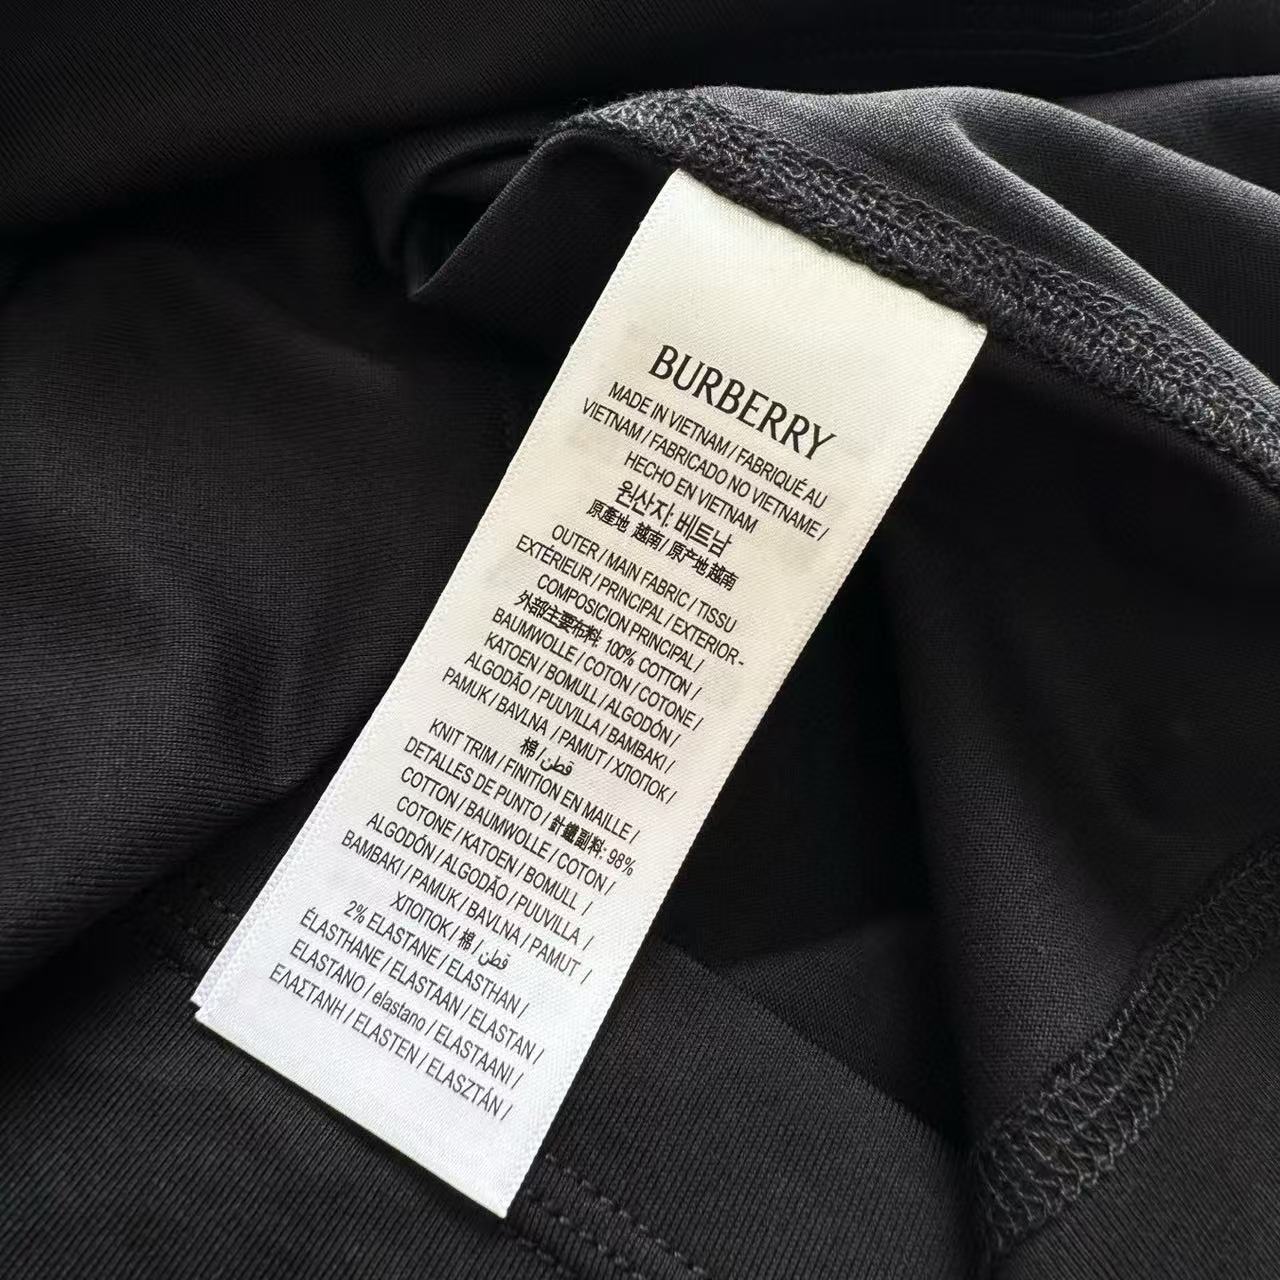 BURBERRY
MADE IN VIETNAM / FABRIQUÉ AU
VIETNAM / FABRICADO NO VIETNAME /
HECHO EN VIETNAM
원산지: 베트남
原產地 越南 / 原产地 越南
OUTER / MAIN FABRIC / TISSU
EXTÉRIEUR / PRINCIPAL / EXTERIOR -
COMPOSICION PRINCIPAL /
外部主要布料: 100% COTTON /
BAUMWOLLE / COTON / COTONE /
KATOEN / BOMULL / ALGODÓN /
ALGODÃO / PUUVILLA / BAMBAKI /
PAMUK / BAVLNA / PAMUT / ХЛОПОК /
棉 / قطن
KNIT TRIM / FINITION EN MAILLE /
DETALLES DE PUNTO / 針織副料: 98%
COTTON / BAUMWOLLE / COTON /
COTONE / KATOEN / BOMULL /
ALGODÓN / ALGODÃO / PUUVILLA /
BAMBAKI / PAMUK / BAVLNA / PAMUT /
ХЛОПОК / 棉 / قطن
2% ELASTANE / ELASTHAN /
ÉLASTHANE / ELASTAAN / ELASTAN /
ELASTANO / elastano / ELASTAANI /
ΕΛΑΣΤΑΝΗ / ELASTEN / ELASZTÁN /